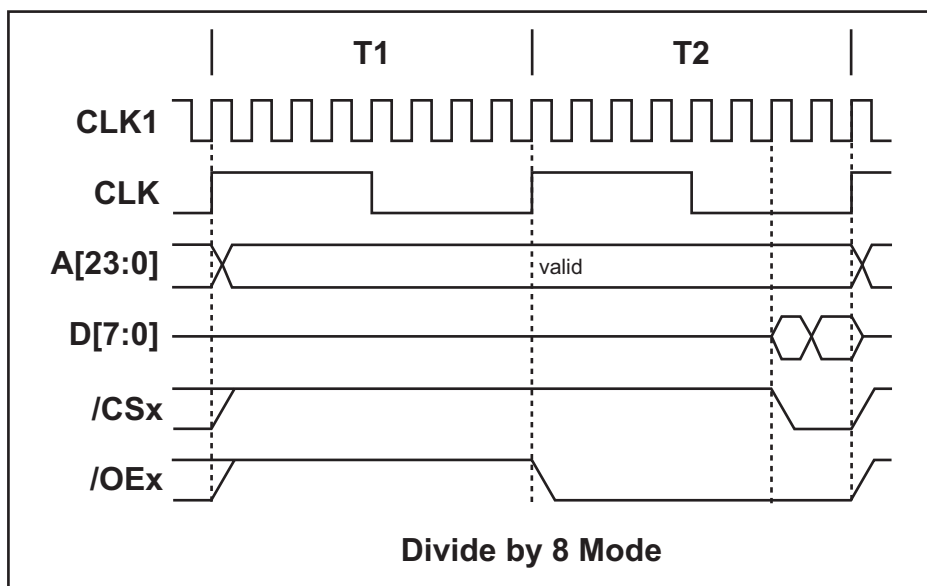 T1 T2
CLK1
CLK
A[23:0] valid
D[7:0]
/CSx
/OEx
Divide by 8 Mode